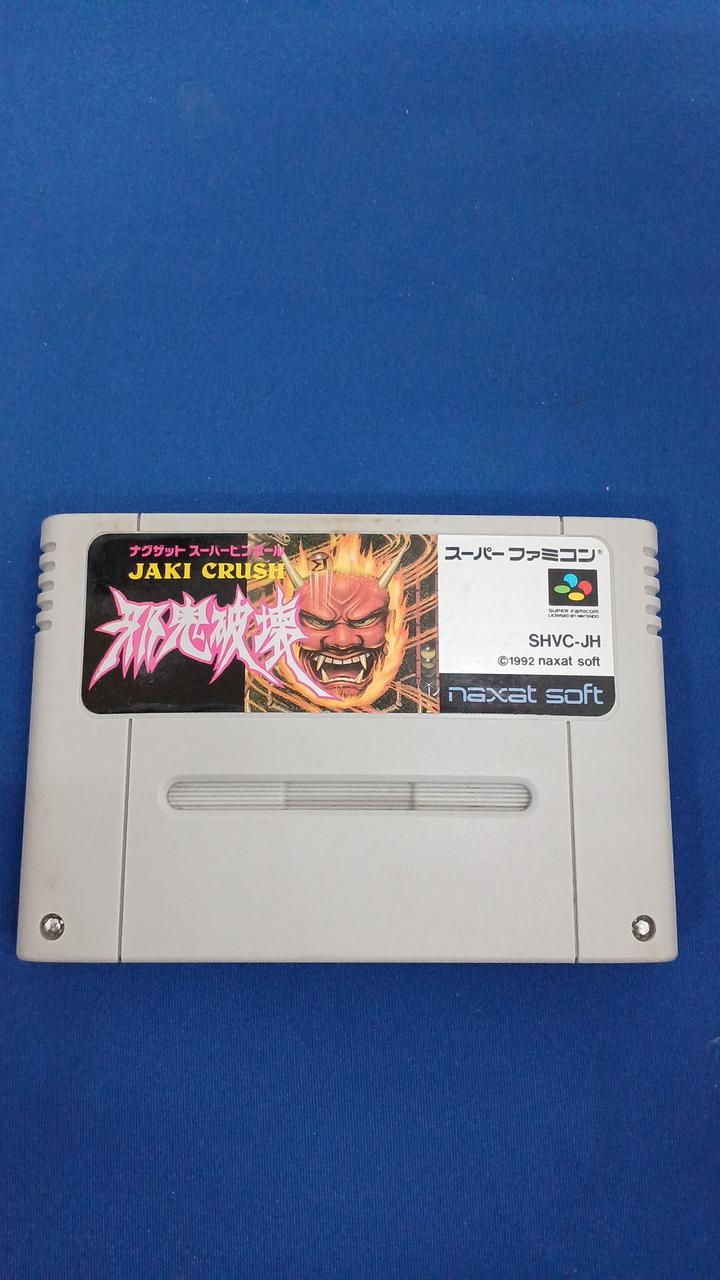 ナグザット スーパーピンボール
JAKI CRUSH
邪鬼破壊
スーパーファミコン®
SUPER FAMICOM
LICENSED BY NINTENDO
SHVC-JH
©1992 naxat soft
naxat soft